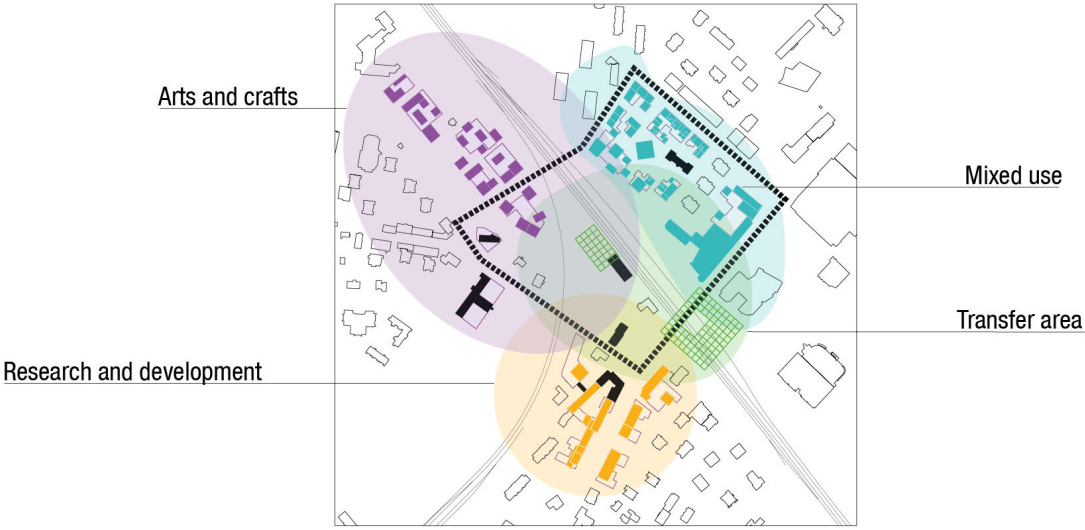 Arts and crafts
Mixed use
Transfer area
Research and development